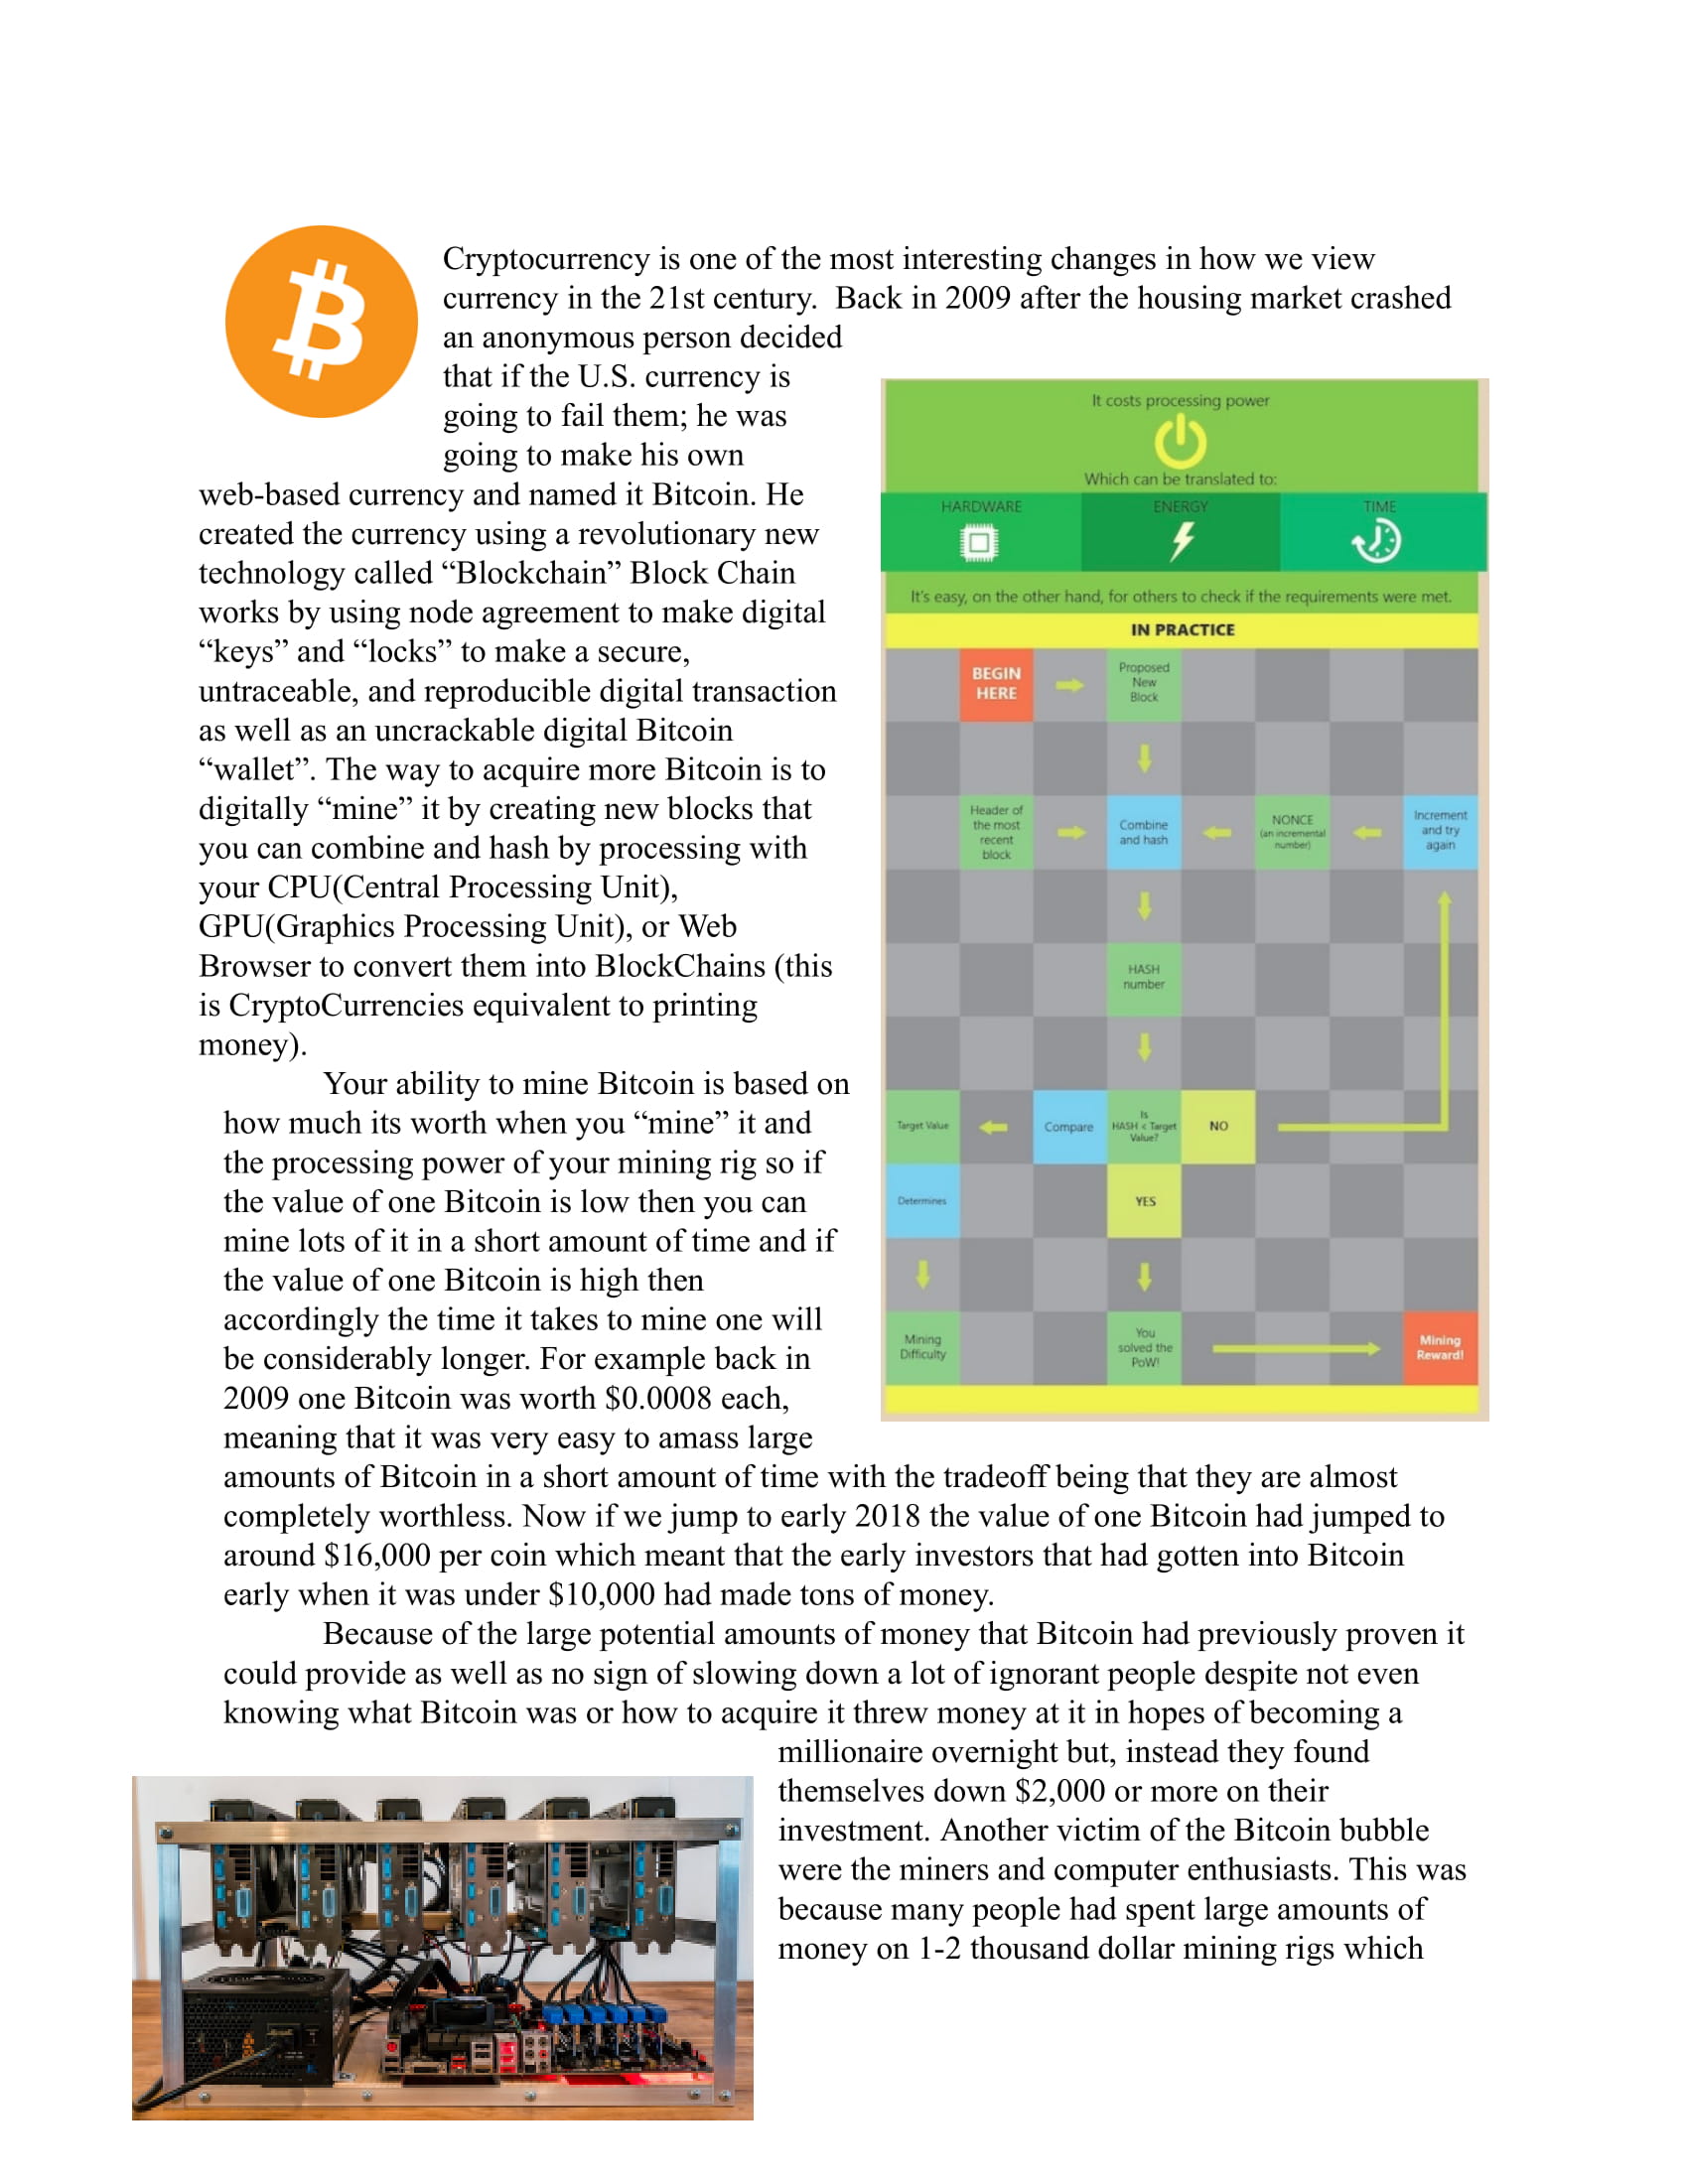 Cryptocurrency is one of the most interesting changes in how we view
currency in the 21st century.  Back in 2009 after the housing market crashed
an anonymous person decided
that if the U.S. currency is
going to fail them; he was
going to make his own
web-based currency and named it Bitcoin. He
created the currency using a revolutionary new
technology called “Blockchain” Block Chain
works by using node agreement to make digital
“keys” and “locks” to make a secure,
untraceable, and reproducible digital transaction
as well as an uncrackable digital Bitcoin
“wallet”. The way to acquire more Bitcoin is to
digitally “mine” it by creating new blocks that
you can combine and hash by processing with
your CPU(Central Processing Unit),
GPU(Graphics Processing Unit), or Web
Browser to convert them into BlockChains (this
is CryptoCurrencies equivalent to printing
money).
Your ability to mine Bitcoin is based on
how much its worth when you “mine” it and
the processing power of your mining rig so if
the value of one Bitcoin is low then you can
mine lots of it in a short amount of time and if
the value of one Bitcoin is high then
accordingly the time it takes to mine one will
be considerably longer. For example back in
2009 one Bitcoin was worth $0.0008 each,
meaning that it was very easy to amass large
amounts of Bitcoin in a short amount of time with the tradeoff being that they are almost
completely worthless. Now if we jump to early 2018 the value of one Bitcoin had jumped to
around $16,000 per coin which meant that the early investors that had gotten into Bitcoin
early when it was under $10,000 had made tons of money.
Because of the large potential amounts of money that Bitcoin had previously proven it
could provide as well as no sign of slowing down a lot of ignorant people despite not even
knowing what Bitcoin was or how to acquire it threw money at it in hopes of becoming a
millionaire overnight but, instead they found
themselves down $2,000 or more on their
investment. Another victim of the Bitcoin bubble
were the miners and computer enthusiasts. This was
because many people had spent large amounts of
money on 1-2 thousand dollar mining rigs which
It costs processing power
Which can be translated to:
HARDWARE
ENERGY
TIME
It's easy, on the other hand, for others to check if the requirements were met.
IN PRACTICE
BEGIN
HERE
Proposed
New
Block
Header of
the most
recent
block
Combine
and hash
NONCE
(an incremental
number)
Increment
and try
again
HASH
number
Target Value
Compare
Is
HASH < Target
Value?
NO
Determines
YES
Mining
Difficulty
You
solved the
PoW!
Mining
Reward!